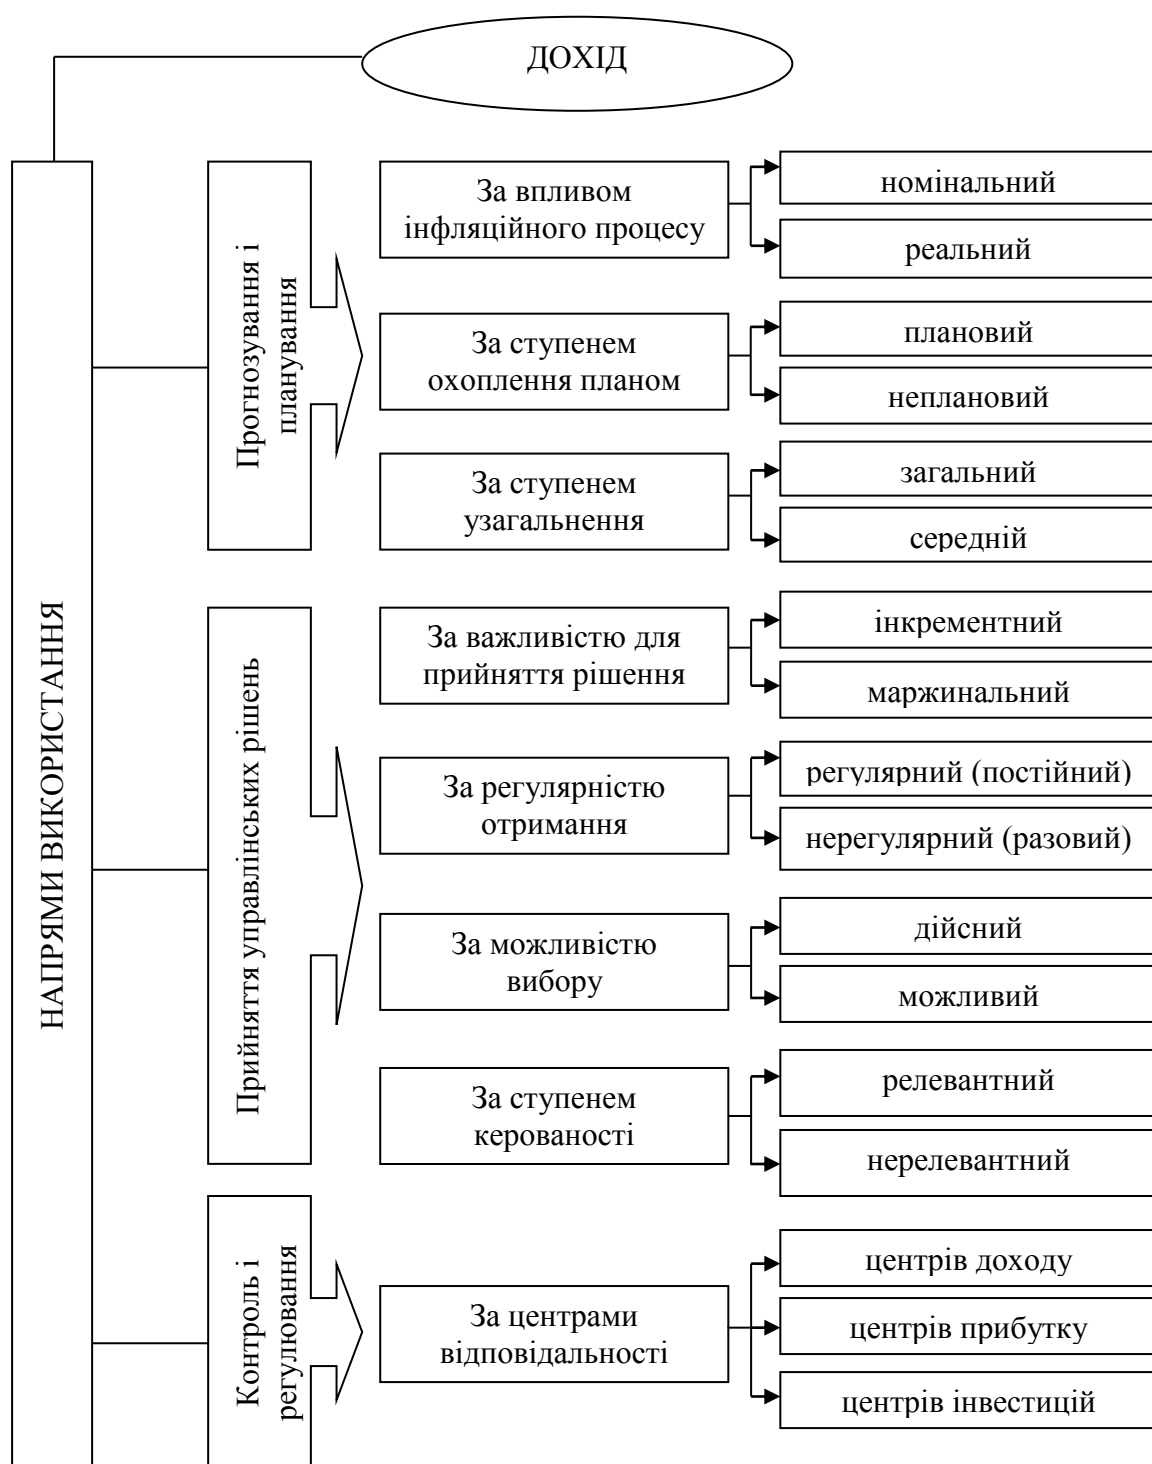 ДОХІД
НАПРЯМИ ВИКОРИСТАННЯ
Прогнозування і
планування
За впливом
інфляційного процесу
номінальний
реальний
За ступенем
охоплення планом
плановий
неплановий
За ступенем
узагальнення
загальний
середній
Прийняття управлінських рішень
За важливістю для
прийняття рішення
інкрементний
маржинальний
За регулярністю
отримання
регулярний (постійний)
нерегулярний (разовий)
За можливістю
вибору
дійсний
можливий
За ступенем
керованості
релевантний
нерелевантний
Контроль і
регулювання
За центрами
відповідальності
центрів доходу
центрів прибутку
центрів інвестицій